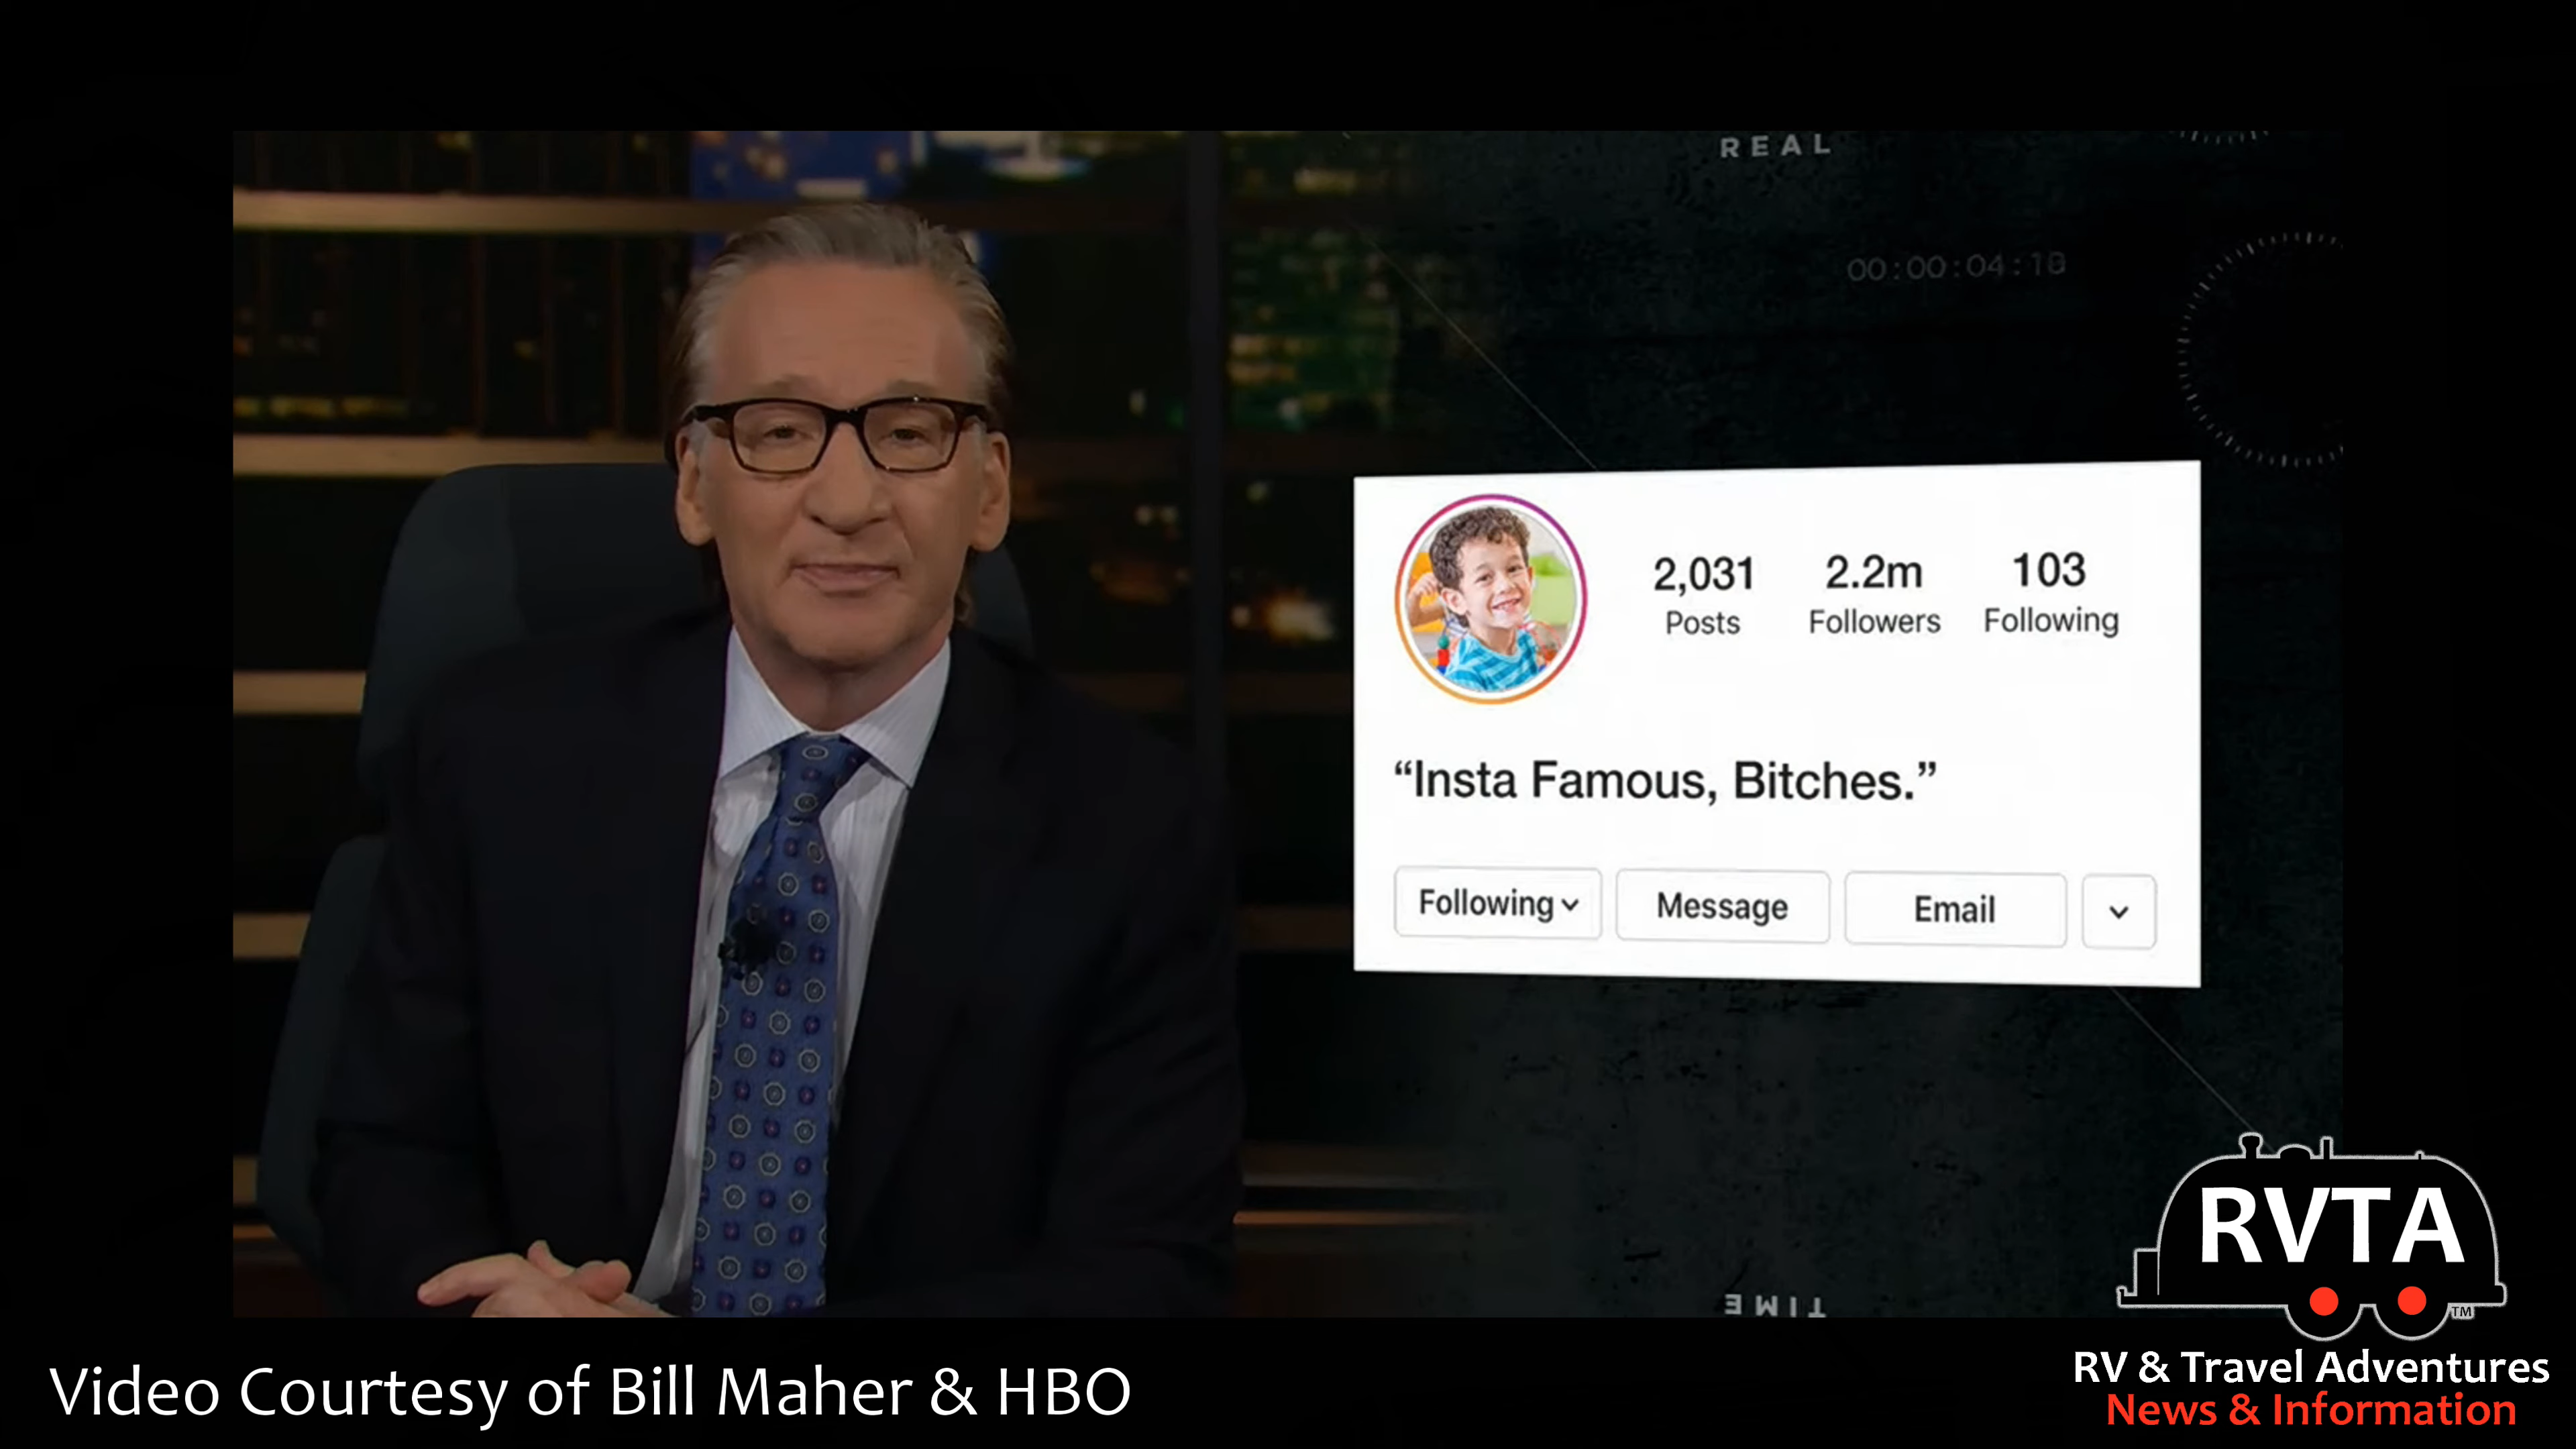 REAL
00:00:04:18
2,031
2.2m
103
Posts
Followers
Following
“Insta Famous, Bitches.”
Following
Message
Email
TIME
RVTA
TM
RV & Travel Adventures
News & Information
Video Courtesy of Bill Maher & HBO